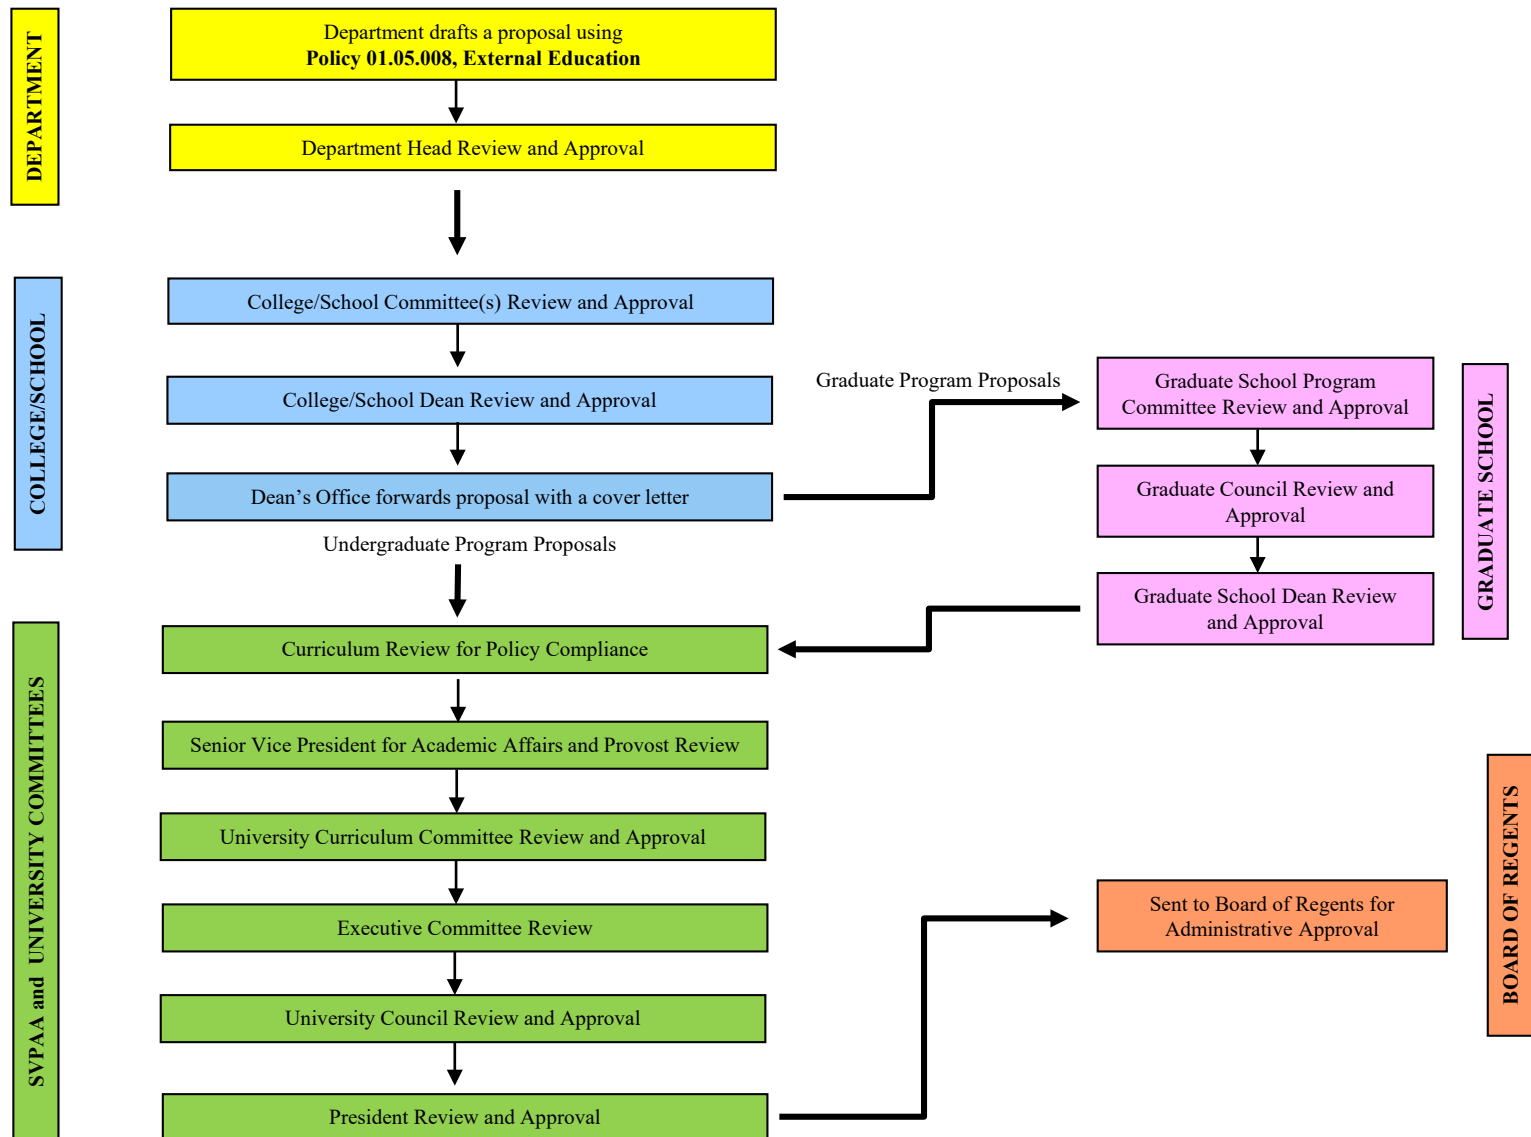 DEPARTMENT
Department drafts a proposal using
Policy 01.05.008, External Education
Department Head Review and Approval
COLLEGE/SCHOOL
College/School Committee(s) Review and Approval
College/School Dean Review and Approval
Dean’s Office forwards proposal with a cover letter
Graduate Program Proposals
Graduate School Program
Committee Review and Approval
Graduate Council Review and
Approval
Graduate School Dean Review
and Approval
GRADUATE SCHOOL
Undergraduate Program Proposals
SVPAA and UNIVERSITY COMMITTEES
Curriculum Review for Policy Compliance
Senior Vice President for Academic Affairs and Provost Review
University Curriculum Committee Review and Approval
Executive Committee Review
University Council Review and Approval
President Review and Approval
Sent to Board of Regents for
Administrative Approval
BOARD OF REGENTS